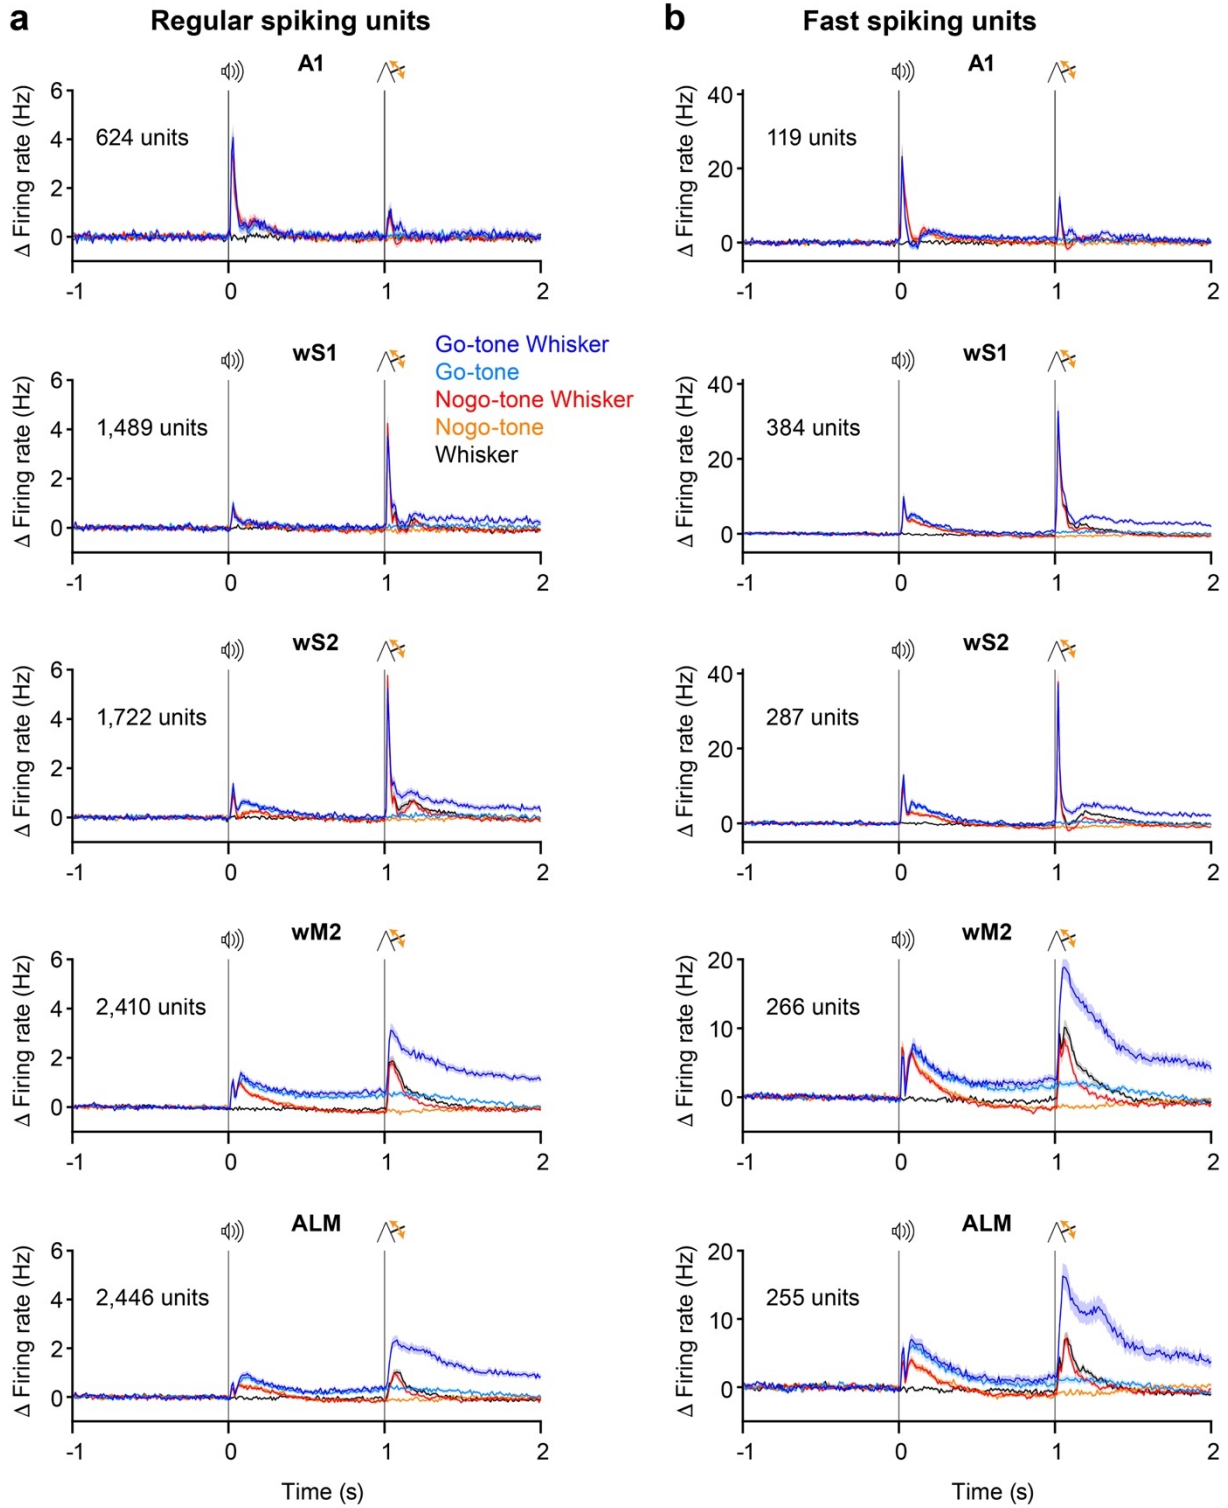 a Regular spiking units
b Fast spiking units
A1
Δ Firing rate (Hz)
6
4
2
0
624 units
-1 0 1 2
A1
Δ Firing rate (Hz)
40
20
0
119 units
-1 0 1 2
wS1
Δ Firing rate (Hz)
6
4
2
0
1,489 units
-1 0 1 2
Go-tone Whisker
Go-tone
Nogo-tone Whisker
Nogo-tone
Whisker
wS1
Δ Firing rate (Hz)
40
20
0
384 units
-1 0 1 2
wS2
Δ Firing rate (Hz)
6
4
2
0
1,722 units
-1 0 1 2
wS2
Δ Firing rate (Hz)
40
20
0
287 units
-1 0 1 2
wM2
Δ Firing rate (Hz)
6
4
2
0
2,410 units
-1 0 1 2
wM2
Δ Firing rate (Hz)
20
10
0
266 units
-1 0 1 2
ALM
Δ Firing rate (Hz)
6
4
2
0
2,446 units
-1 0 1 2
Time (s)
ALM
Δ Firing rate (Hz)
20
10
0
255 units
-1 0 1 2
Time (s)